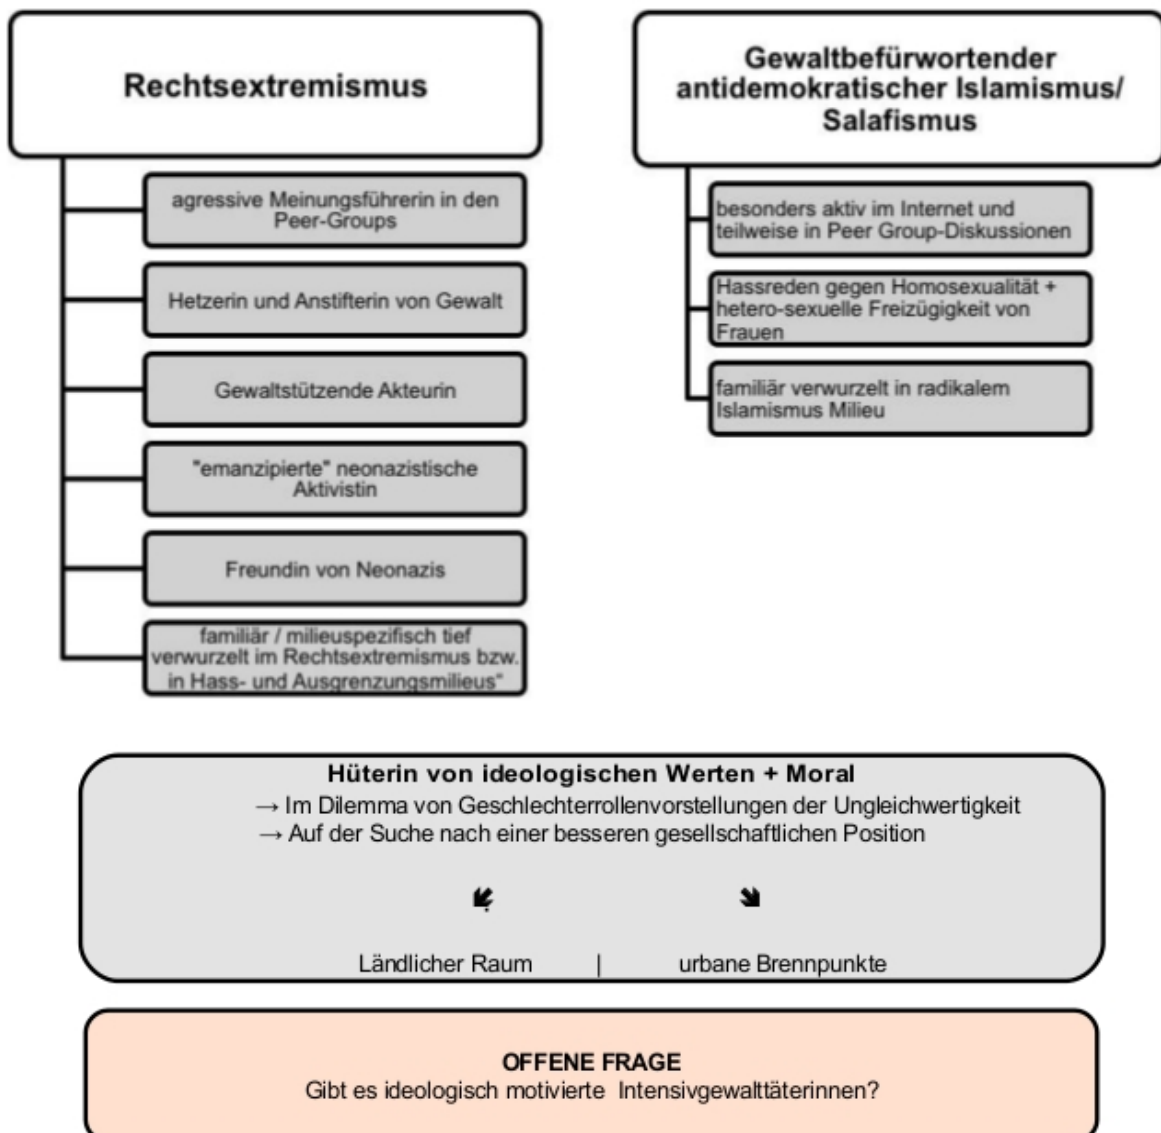 Rechtsextremismus
agressive Meinungsführerin in den
Peer-Groups
Hetzerin und Anstifterin von Gewalt
Gewaltstützende Akteurin
"emanzipierte" neonazistische
Aktivistin
Freundin von Neonazis
familiär / milieuspezifisch tief
verwurzelt im Rechtsextremismus bzw.
in Hass- und Ausgrenzungsmilieus"
Gewaltbefürwortender
antidemokratischer Islamismus/
Salafismus
besonders aktiv im Internet und
teilweise in Peer Group-Diskussionen
Hassreden gegen Homosexualität +
hetero-sexuelle Freizügigkeit von
Frauen
familiär verwurzelt in radikalem
Islamismus Milieu
Hüterin von ideologischen Werten + Moral
→ Im Dilemma von Geschlechterrollenvorstellungen der Ungleichwertigkeit
→ Auf der Suche nach einer besseren gesellschaftlichen Position
Ländlicher Raum | urbane Brennpunkte
OFFENE FRAGE
Gibt es ideologisch motivierte Intensivgewalttäterinnen?